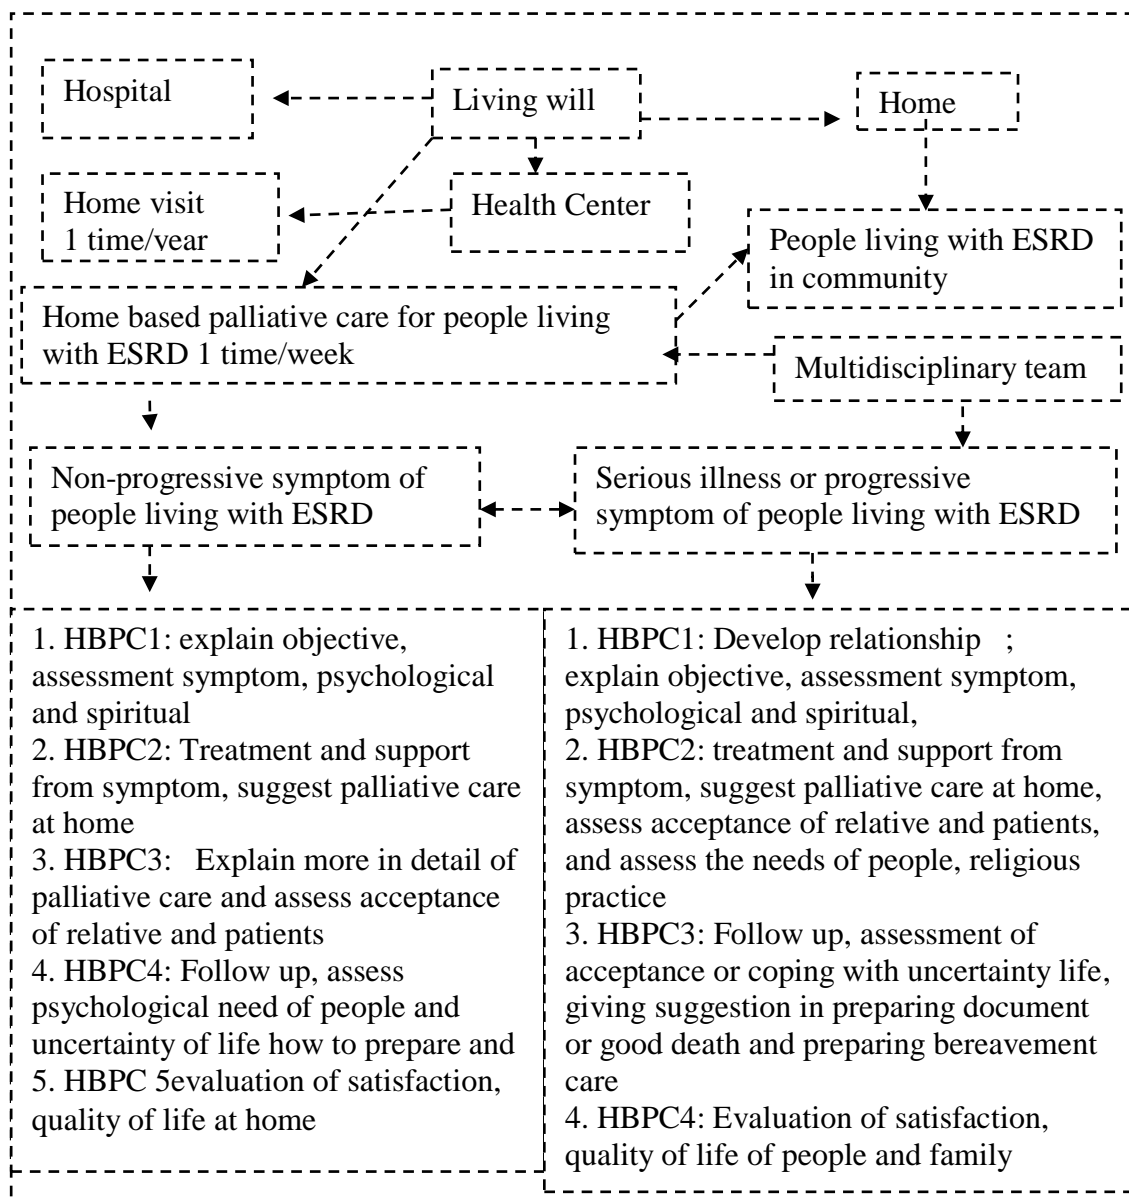 Hospital
Living will
Home
Home visit
1 time/year
Health Center
People living with ESRD
in community
Home based palliative care for people living
with ESRD 1 time/week
Multidisciplinary team
Non-progressive symptom of
people living with ESRD
Serious illness or progressive
symptom of people living with ESRD
1. HBPC1: explain objective,
assessment symptom, psychological
and spiritual
2. HBPC2: Treatment and support
from symptom, suggest palliative care
at home
3. HBPC3: Explain more in detail of
palliative care and assess acceptance
of relative and patients
4. HBPC4: Follow up, assess
psychological need of people and
uncertainty of life how to prepare and
5. HBPC 5evaluation of satisfaction,
quality of life at home
1. HBPC1: Develop relationship ;
explain objective, assessment symptom,
psychological and spiritual,
2. HBPC2: treatment and support from
symptom, suggest palliative care at home,
assess acceptance of relative and patients,
and assess the needs of people, religious
practice
3. HBPC3: Follow up, assessment of
acceptance or coping with uncertainty life,
giving suggestion in preparing document
or good death and preparing bereavement
care
4. HBPC4: Evaluation of satisfaction,
quality of life of people and family